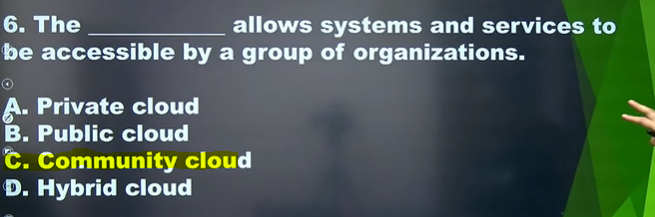 6. The __________ allows systems and services to
be accessible by a group of organizations.
A. Private cloud
B. Public cloud
C. Community cloud
D. Hybrid cloud